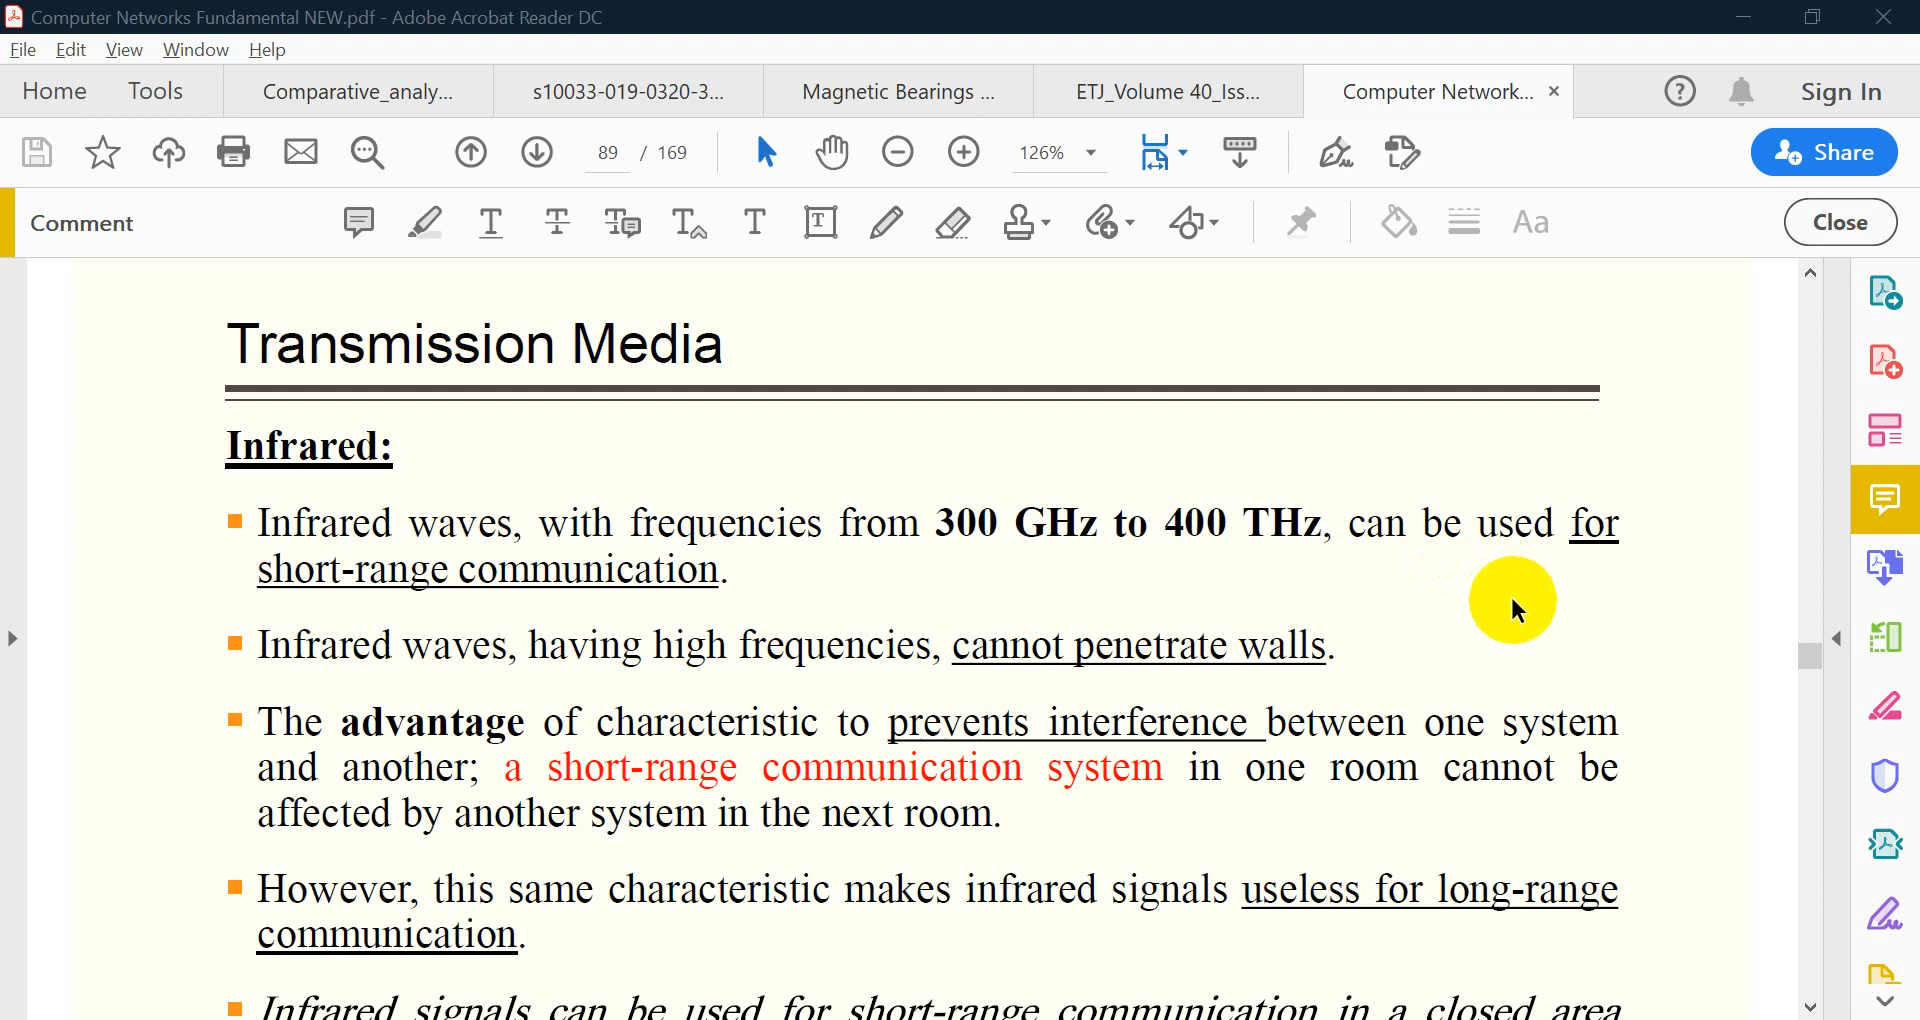 Computer Networks Fundamental NEW.pdf - Adobe Acrobat Reader DC
File Edit View Window Help
Home Tools Comparative_analy... s10033-019-0320-3... Magnetic Bearings ... ETJ_Volume 40_Iss... Computer Network... × ? Sign In
89 / 169 126% Share
Comment Aa Close
Transmission Media
Infrared:
Infrared waves, with frequencies from 300 GHz to 400 THz, can be used for
short-range communication.
Infrared waves, having high frequencies, cannot penetrate walls.
The advantage of characteristic to prevents interference between one system
and another; a short-range communication system in one room cannot be
affected by another system in the next room.
However, this same characteristic makes infrared signals useless for long-range
communication.
Infrared signals can be used for short-range communication in a closed area